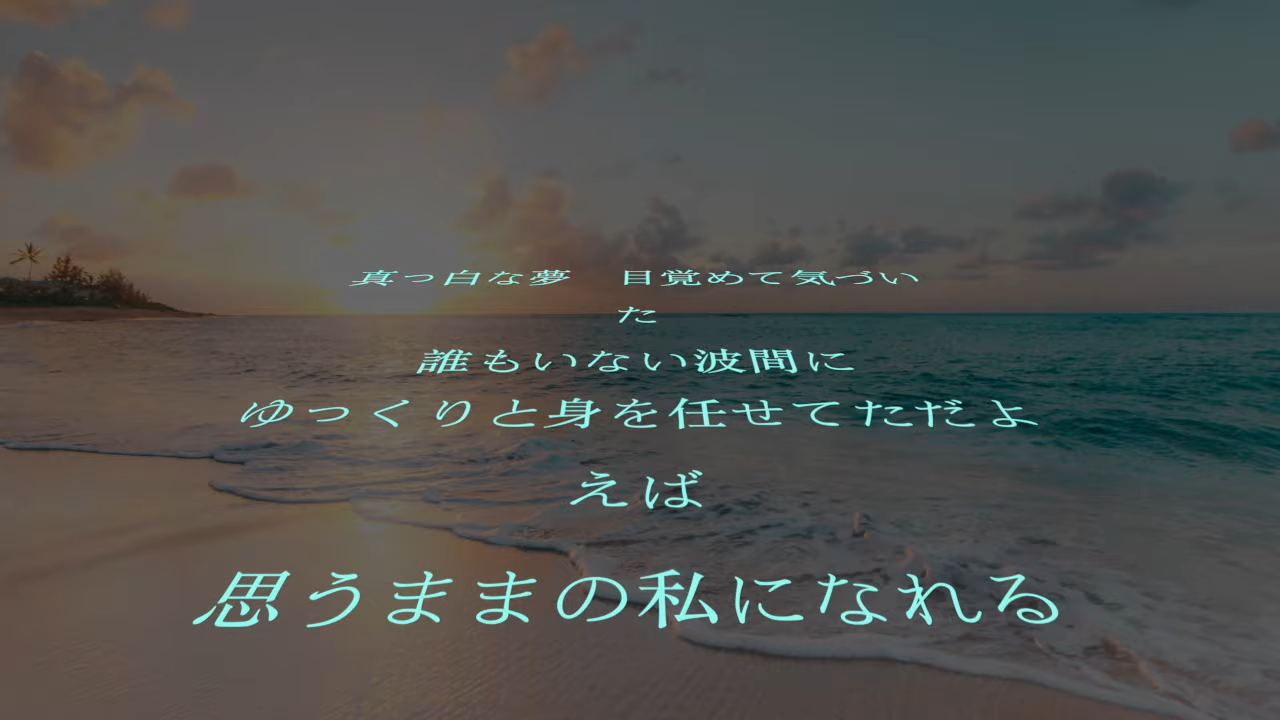 真っ白な夢　目覚めて気づい
た
誰もいない波間に
ゆっくりと身を任せてただよ
えば
思うままの私になれる